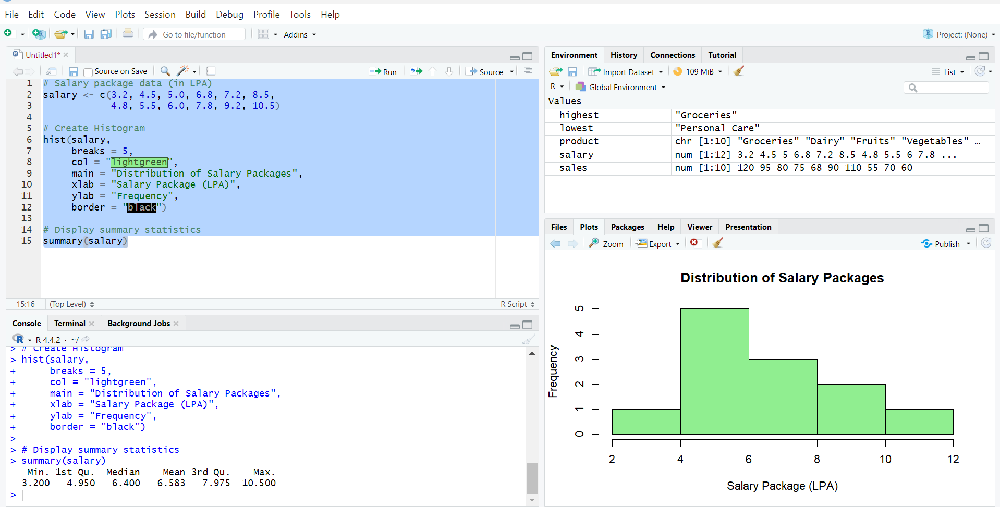 File Edit Code View Plots Session Build Debug Profile Tools Help
Go to file/function Addins Project: (None)
Untitled1*
Source on Save Run Source
1 # Salary package data (in LPA)
2 salary <- c(3.2, 4.5, 5.0, 6.8, 7.2, 8.5,
3             4.8, 5.5, 6.0, 7.8, 9.2, 10.5)
4
5 # Create Histogram
6 hist(salary,
7      breaks = 5,
8      col = "lightgreen",
9      main = "Distribution of Salary Packages",
10      xlab = "Salary Package (LPA)",
11      ylab = "Frequency",
12      border = "black")
13
14 # Display summary statistics
15 summary(salary)
15:16 (Top Level) R Script
Console Terminal Background Jobs
R R 4.4.2 · ~/
> # Create Histogram
> hist(salary,
+      breaks = 5,
+      col = "lightgreen",
+      main = "Distribution of Salary Packages",
+      xlab = "Salary Package (LPA)",
+      ylab = "Frequency",
+      border = "black")
>
> # Display summary statistics
> summary(salary)
   Min. 1st Qu.  Median    Mean 3rd Qu.    Max.
  3.200   4.950   6.400   6.583   7.975  10.500
>
Environment History Connections Tutorial
Import Dataset 109 MiB List
R Global Environment
Values
highest "Groceries"
lowest "Personal Care"
product chr [1:10] "Groceries" "Dairy" "Fruits" "Vegetables" …
salary num [1:12] 3.2 4.5 5 6.8 7.2 8.5 4.8 5.5 6 7.8 ...
sales num [1:10] 120 95 80 75 68 90 110 55 70 60
Files Plots Packages Help Viewer Presentation
Zoom Export Publish
Distribution of Salary Packages
Frequency
5
4
3
2
1
0
2 4 6 8 10 12
Salary Package (LPA)